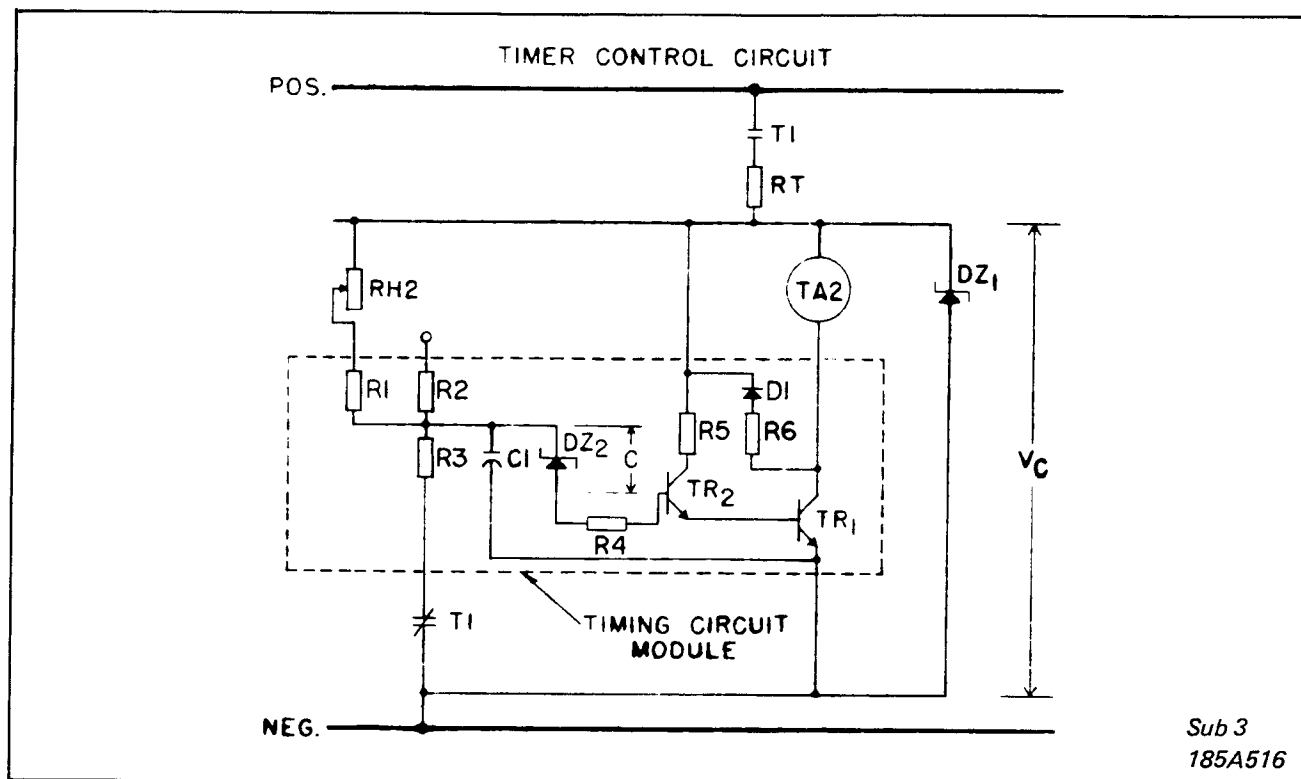 TIMER CONTROL CIRCUIT
POS.
T1
RT
RH2
TA2
DZ1
R1
R2
D1
R3
C1
DZ2
C
R5
R6
VC
TR2
TR1
R4
T1
TIMING CIRCUIT
MODULE
NEG.
Sub 3
185A516